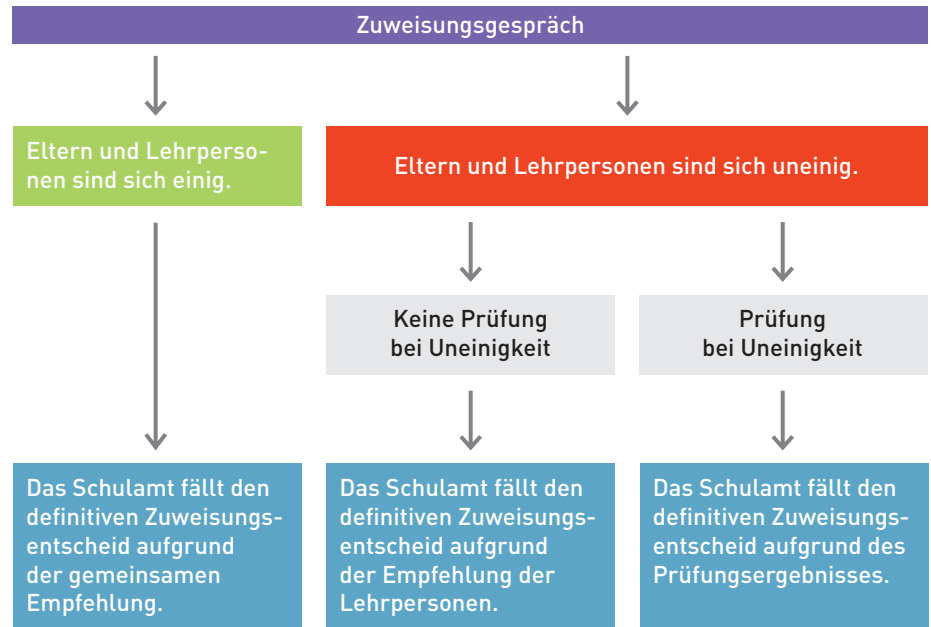 Zuweisungsgespräch
Eltern und Lehrperso-
nen sind sich einig.
Eltern und Lehrpersonen sind sich uneinig.
Keine Prüfung
bei Uneinigkeit
Prüfung
bei Uneinigkeit
Das Schulamt fällt den
definitiven Zuweisungs-
entscheid aufgrund
der gemeinsamen
Empfehlung.
Das Schulamt fällt den
definitiven Zuweisungs-
entscheid aufgrund
der Empfehlung der
Lehrpersonen.
Das Schulamt fällt den
definitiven Zuweisungs-
entscheid aufgrund des
Prüfungsergebnisses.